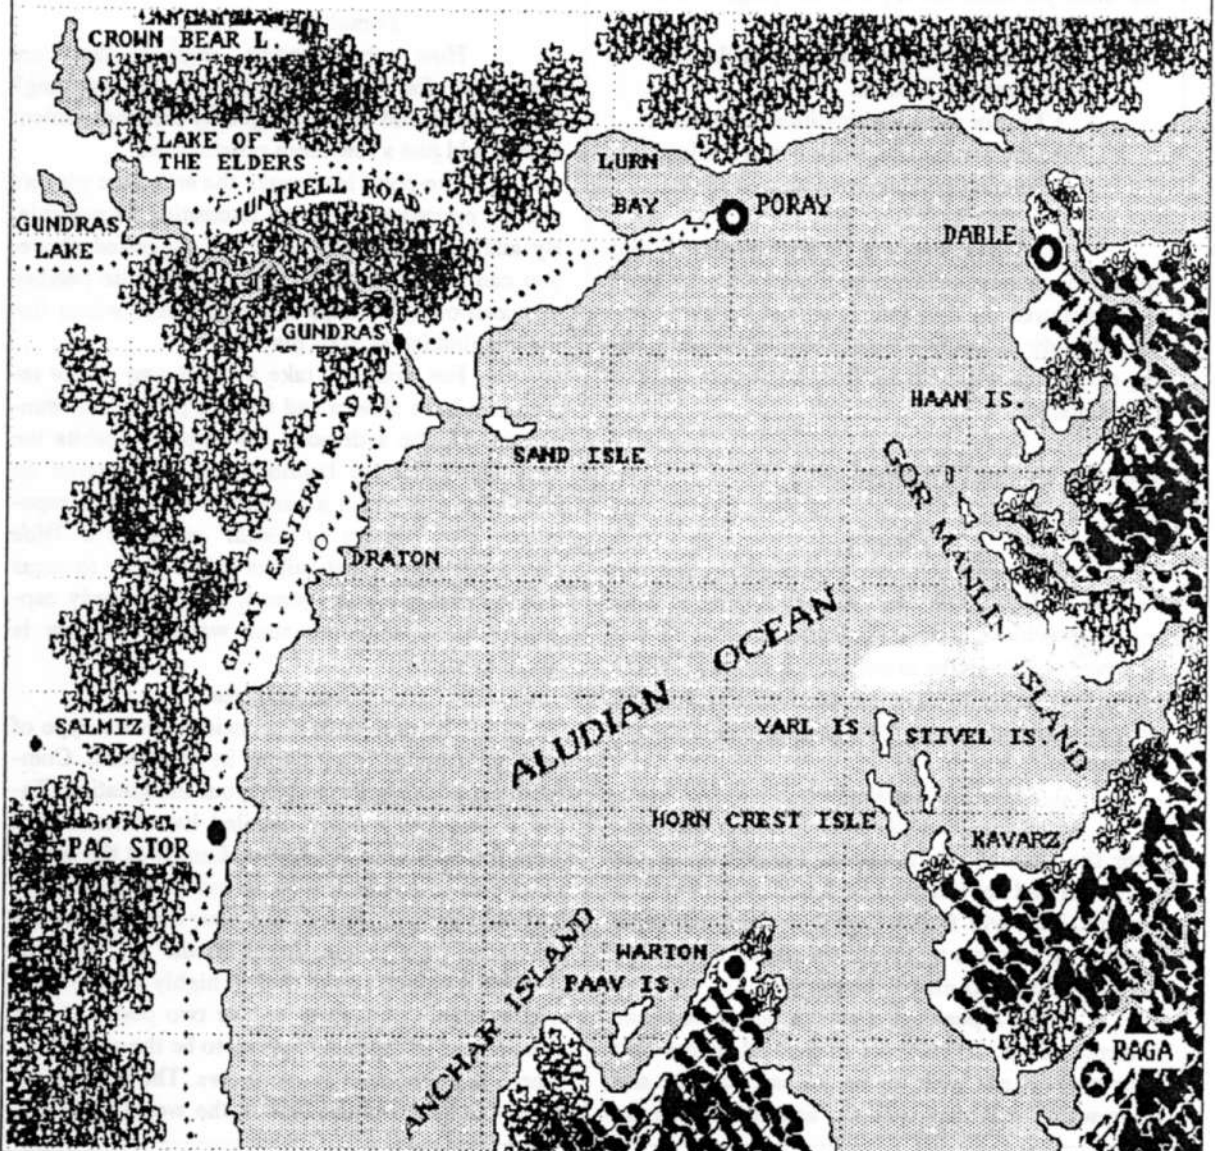 CROWN BEAR L.
LAKE OF
THE ELDERS
JUNTRELL ROAD
LURN
BAY
PORAY
GUNDRAS
LAKE
DABLE
GUNDRAS
HAAN IS.
SAND ISLE
GREAT EASTERN ROAD
GOR MANLIN ISLAND
DRATON
ALUDIAN OCEAN
SALMIZ
YARL IS.
STIVEL IS.
HORN CREST ISLE
KAVARZ
PAC STOR
WARTON
PAAV IS.
ANCHAR ISLAND
RAGA